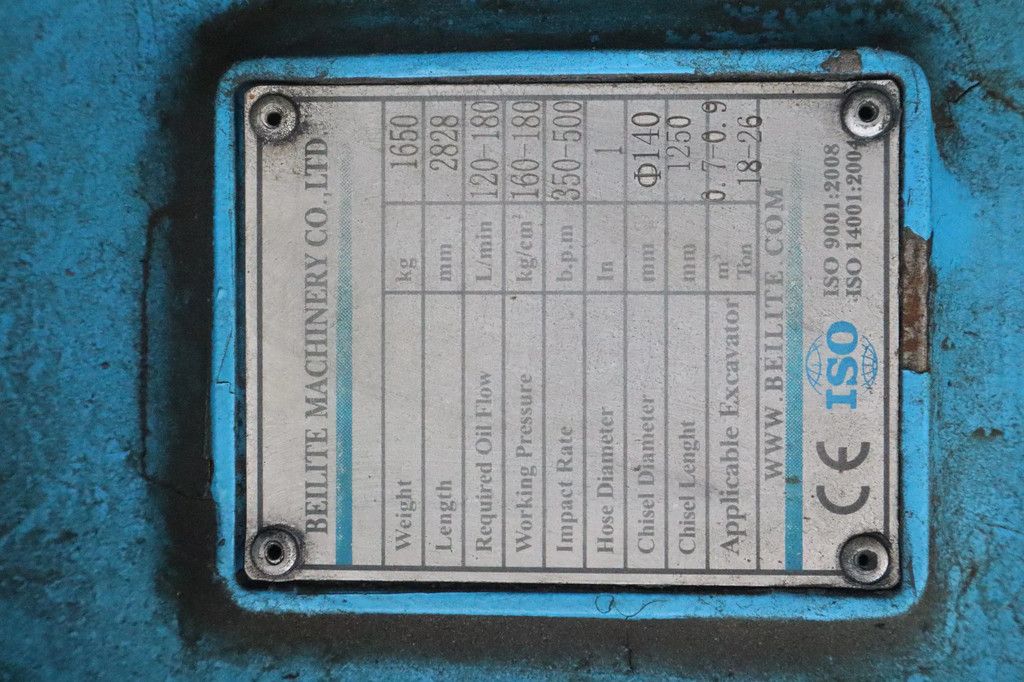 BEILITE MACHINERY CO.,LTD
Weight kg 1650
Length mm 2828
Required Oil Flow L/min 120-180
Working Pressure kg/cm² 160-180
Impact Rate b.p.m 350-500
Hose Diameter In 1
Chisel Diameter mm Φ140
Chisel Lenght mm 1250
Applicable Excavator m³ 0.7-0.9
Ton 18-26
WWW.BEILITE.COM
CE ISO ISO 9001:2008
ISO 14001:2004